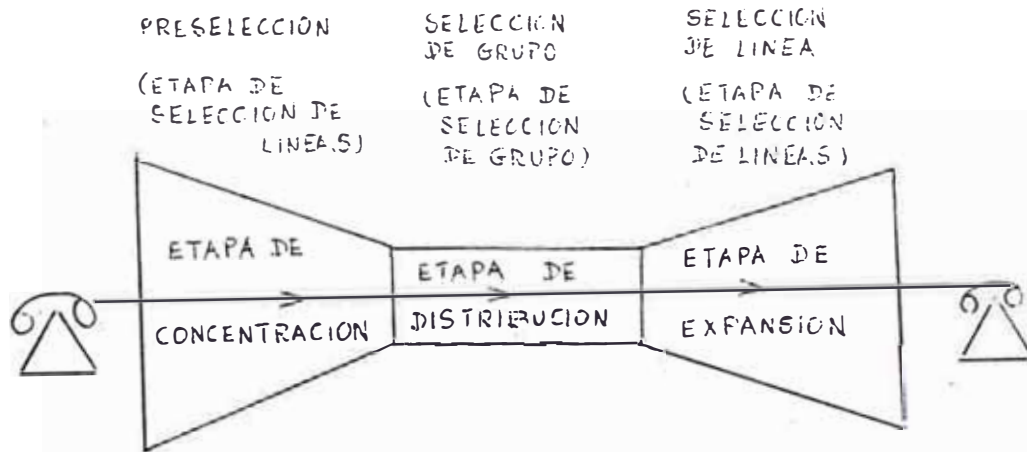 PRESELECCION
(ETAPA DE
SELECCION DE
LINEAS)
SELECCION
DE GRUPO
(ETAPA DE
SELECCION
DE GRUPO)
SELECCION
DE LINEA
(ETAPA DE
SELECCION
DE LINEAS)
ETAPA DE
CONCENTRACION
ETAPA DE
DISTRIBUCION
ETAPA DE
EXPANSION